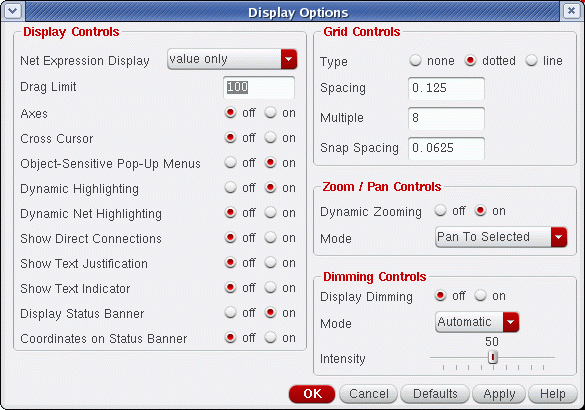 Display Options
Display Controls
Net Expression Display value only
Drag Limit 100
Axes off on
Cross Cursor off on
Object-Sensitive Pop-Up Menus off on
Dynamic Highlighting off on
Dynamic Net Highlighting off on
Show Direct Connections off on
Show Text Justification off on
Show Text Indicator off on
Display Status Banner off on
Coordinates on Status Banner off on
Grid Controls
Type none dotted line
Spacing 0.125
Multiple 8
Snap Spacing 0.0625
Zoom / Pan Controls
Dynamic Zooming off on
Mode Pan To Selected
Dimming Controls
Display Dimming off on
Mode Automatic
50
Intensity
OK Cancel Defaults Apply Help